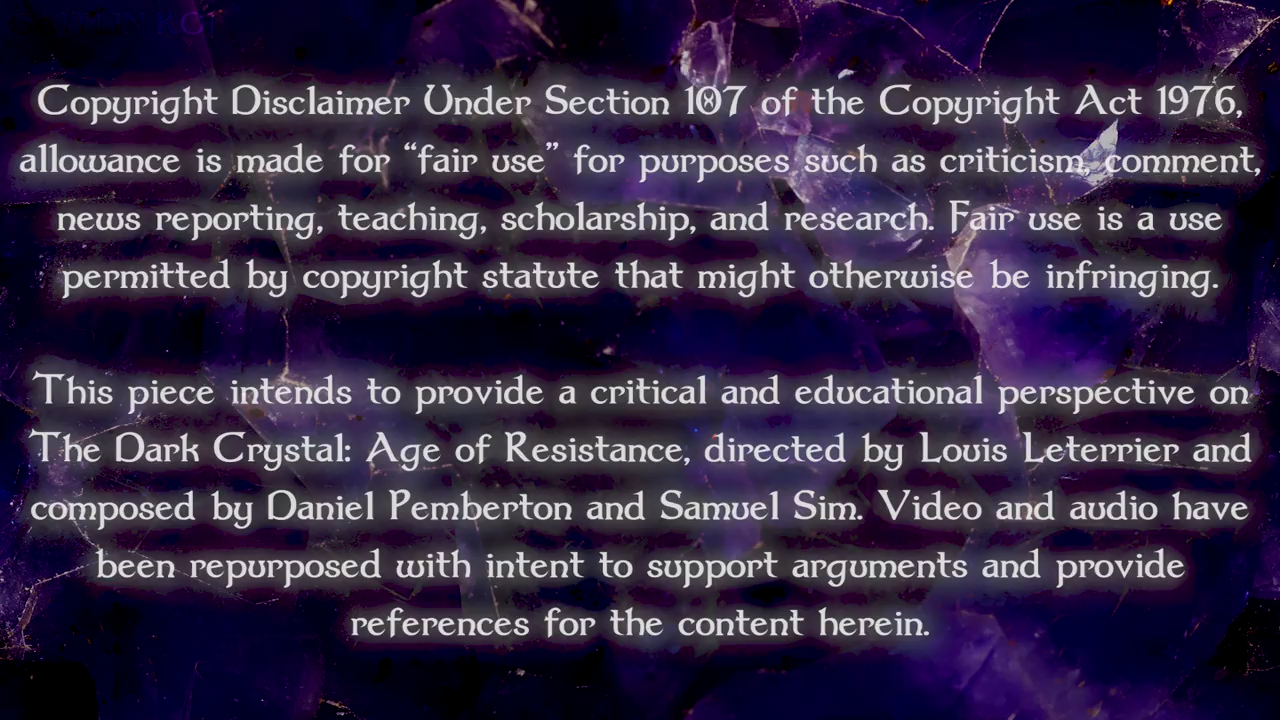 Copyright Disclaimer Under Section 107 of the Copyright Act 1976,
allowance is made for “fair use” for purposes such as criticism, comment,
news reporting, teaching, scholarship, and research. Fair use is a use
permitted by copyright statute that might otherwise be infringing.
This piece intends to provide a critical and educational perspective on
The Dark Crystal: Age of Resistance, directed by Louis Leterrier and
composed by Daniel Pemberton and Samuel Sim. Video and audio have
been repurposed with intent to support arguments and provide
references for the content herein.